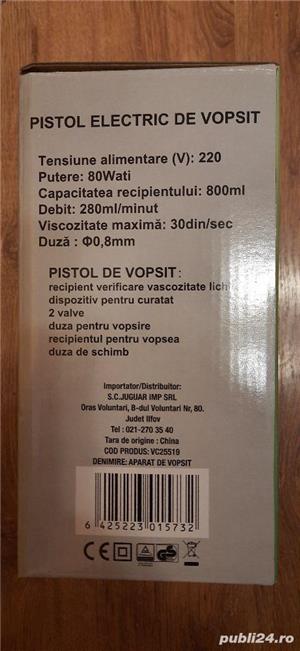 PISTOL ELECTRIC DE VOPSIT
Tensiune alimentare (V): 220
Putere: 80Wati
Capacitatea recipientului: 800ml
Debit: 280ml/minut
Viscozitate maximă: 30din/sec
Duză : Φ0,8mm
PISTOL DE VOPSIT :
recipient verificare vascozitate lichi
dispozitiv pentru curatat
2 valve
duza pentru vopsire
recipientul pentru vopsea
duza de schimb
Importator/Distribuitor:
S.C.JUGUAR IMP SRL
Oras Voluntari, B-dul Voluntari Nr, 80.
Judet Ilfov
Tel : 021-270 35 40
Tara de origine : China
COD PRODUS: VC25519
DENUMIRE: APARAT DE VOPSIT
6 425223 015732
CE
publi24.ro